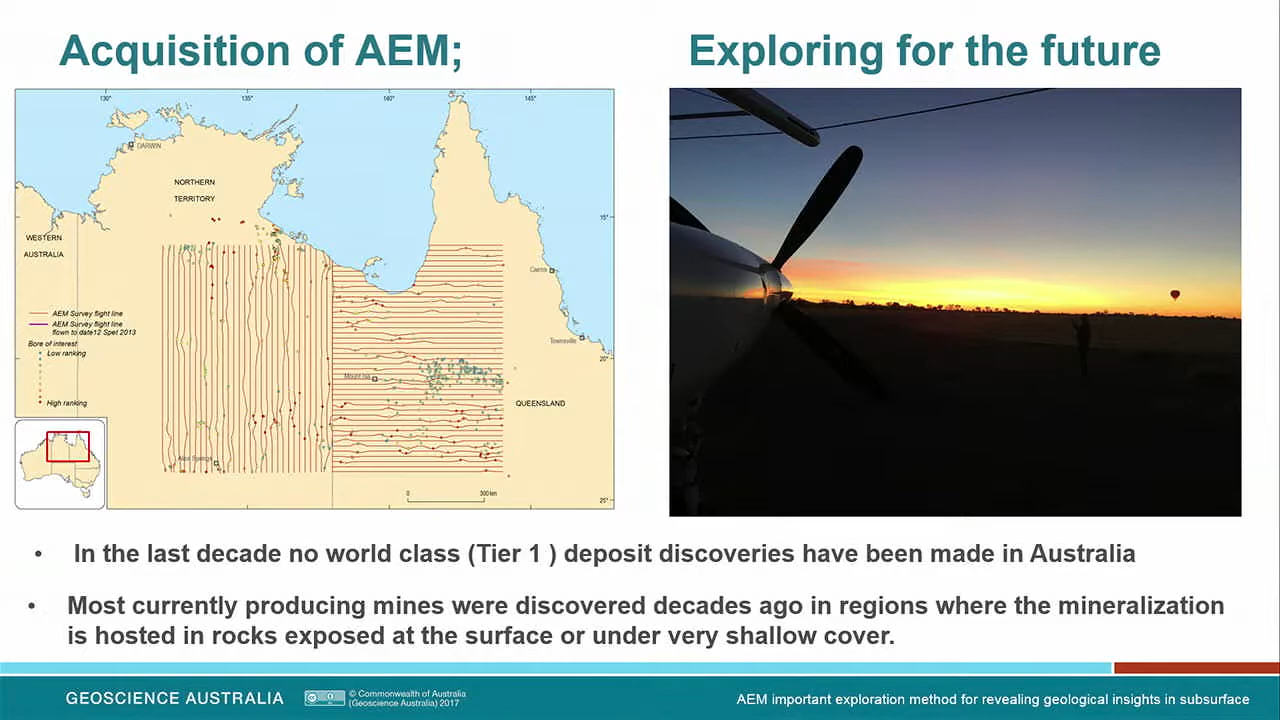 Acquisition of AEM;
Exploring for the future
130°
135°
140°
145°
DARWIN
NORTHERN
TERRITORY
15°
15°
WESTERN
AUSTRALIA
Cairns
AEM Survey flight line
AEM Survey flight line
flown to date12 Spet 2013
Bore of interest
Low ranking
High ranking
Townsville
20°
Mount Isa
QUEENSLAND
Alice Springs
0
300 km
25°
• In the last decade no world class (Tier 1 ) deposit discoveries have been made in Australia
• Most currently producing mines were discovered decades ago in regions where the mineralization
is hosted in rocks exposed at the surface or under very shallow cover.
GEOSCIENCE AUSTRALIA
© Commonwealth of Australia
(Geoscience Australia) 2017
AEM important exploration method for revealing geological insights in subsurface